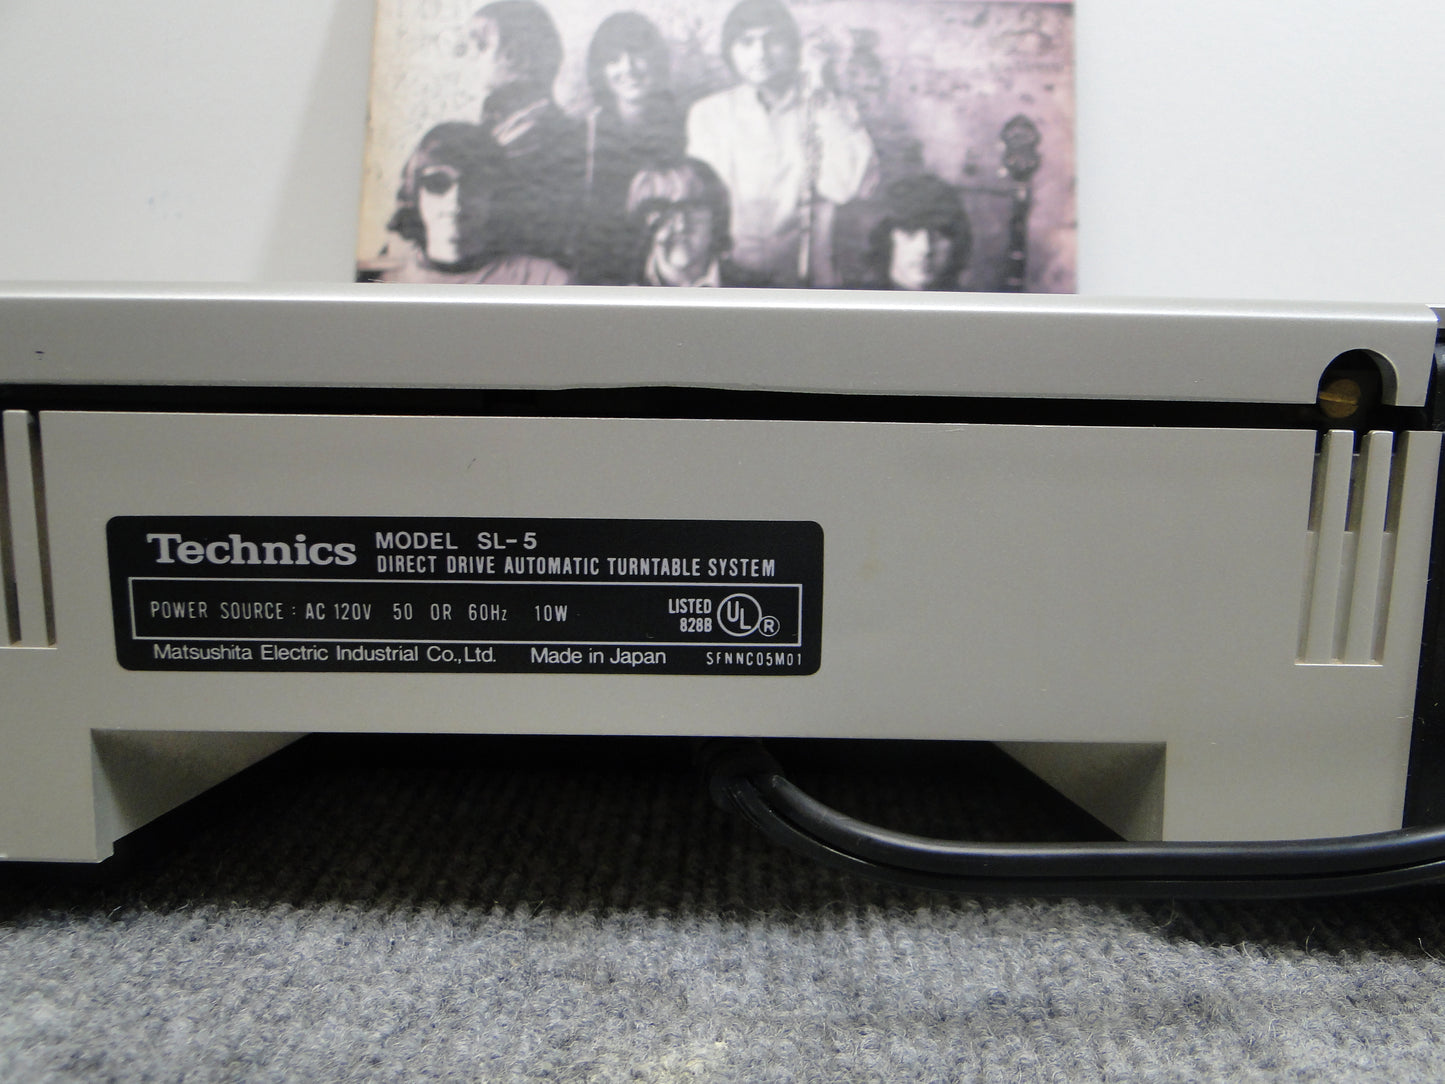 Technics MODEL SL-5
DIRECT DRIVE AUTOMATIC TURNTABLE SYSTEM
POWER SOURCE : AC 120V 50 OR 60Hz 10W
LISTED
828B
UL
R
Matsushita Electric Industrial Co., Ltd. Made in Japan SFNNC05M01